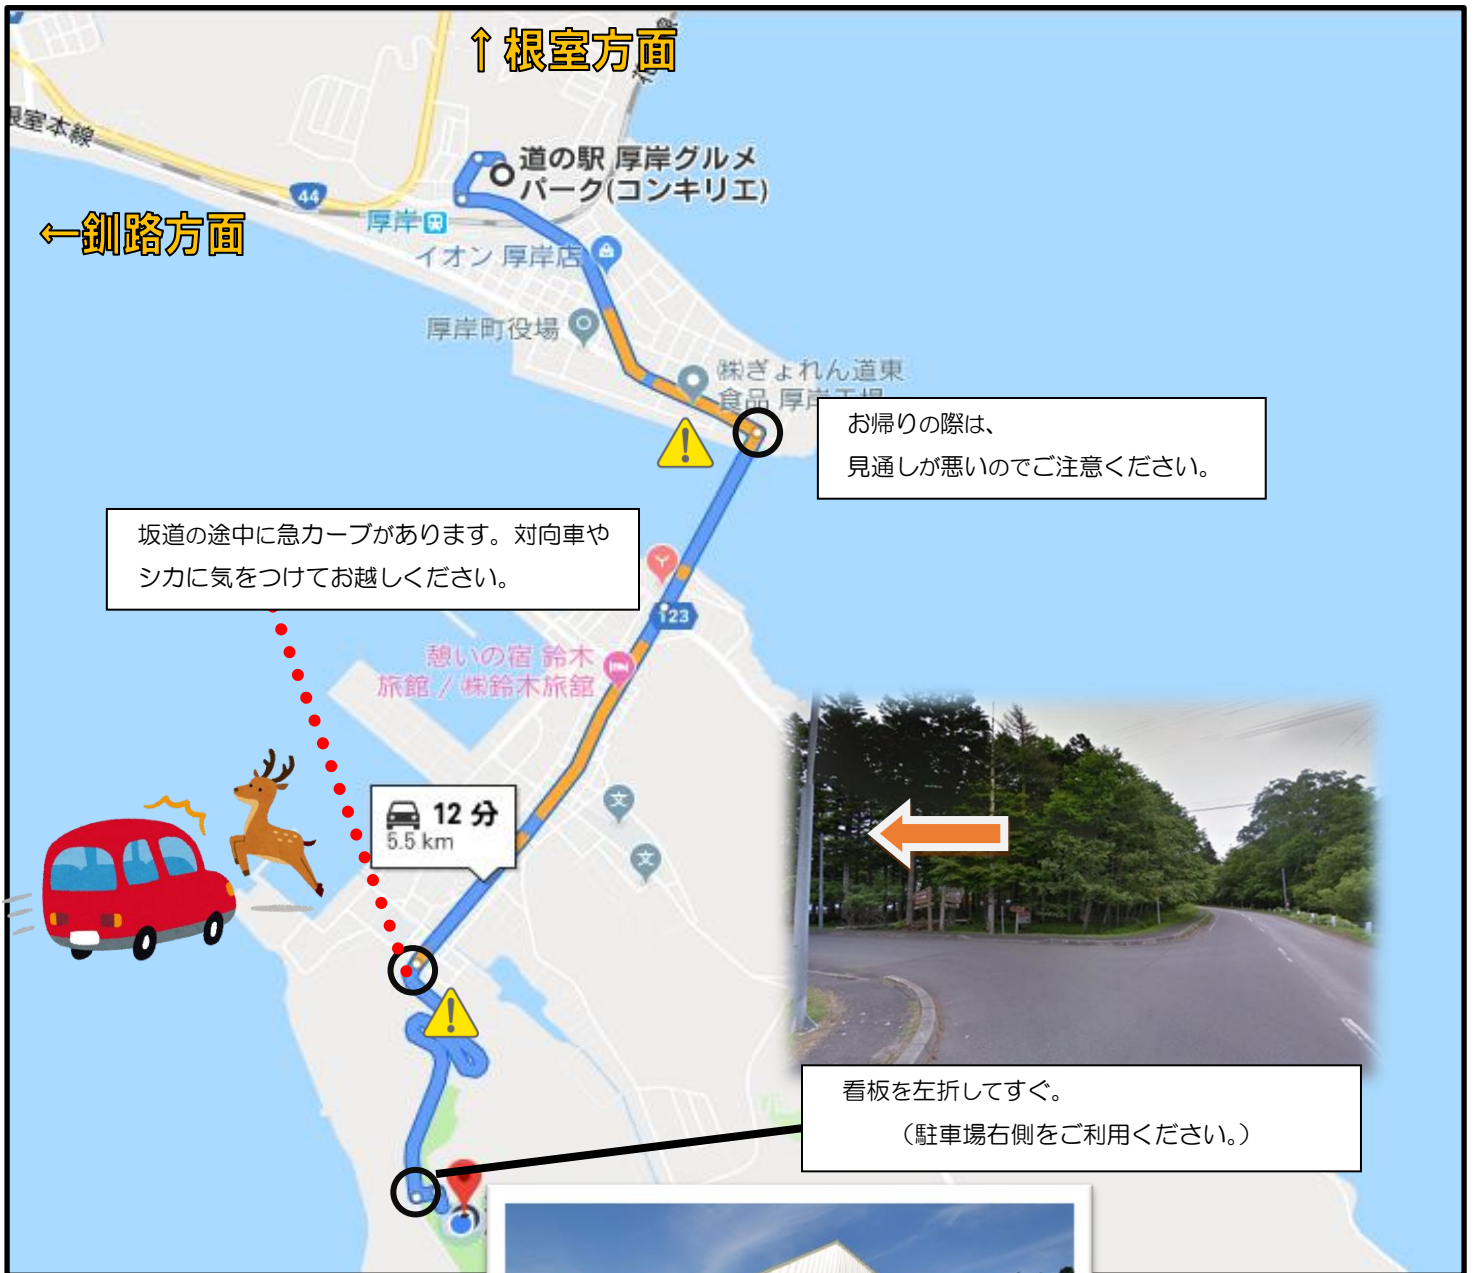 ↑根室方面
根室本線
道の駅 厚岸グルメ
パーク(コンキリエ)
44
←釧路方面
厚岸
イオン 厚岸店
厚岸町役場
㈱ぎょれん道東
食品 厚岸工場
お帰りの際は、
見通しが悪いのでご注意ください。
坂道の途中に急カーブがあります。対向車や
シカに気をつけてお越しください。
123
憩いの宿 鈴木
旅館 / ㈱鈴木旅舘
文
12 分
5.5 km
文
看板を左折してすぐ。
（駐車場右側をご利用ください。）